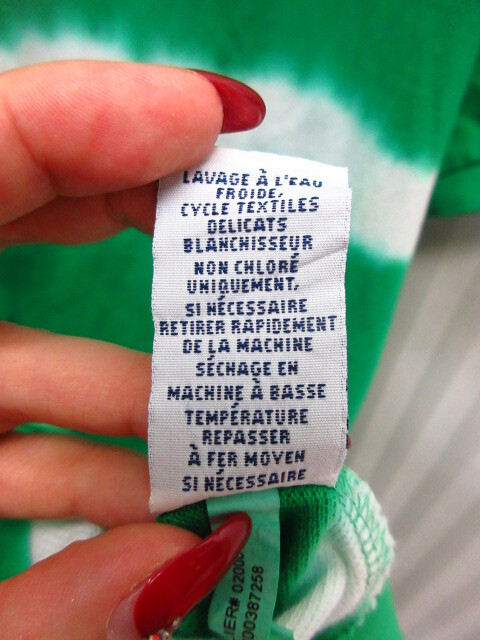 LAVAGE À L'EAU
FROIDE,
CYCLE TEXTILES
DÉLICATS
BLANCHISSEUR
NON CHLORÉ
UNIQUEMENT,
SI NÉCESSAIRE
RETIRER RAPIDEMENT
DE LA MACHINE
SÉCHAGE EN
MACHINE À BASSE
TEMPÉRATURE
REPASSER
À FER MOYEN
SI NÉCESSAIRE
00387258